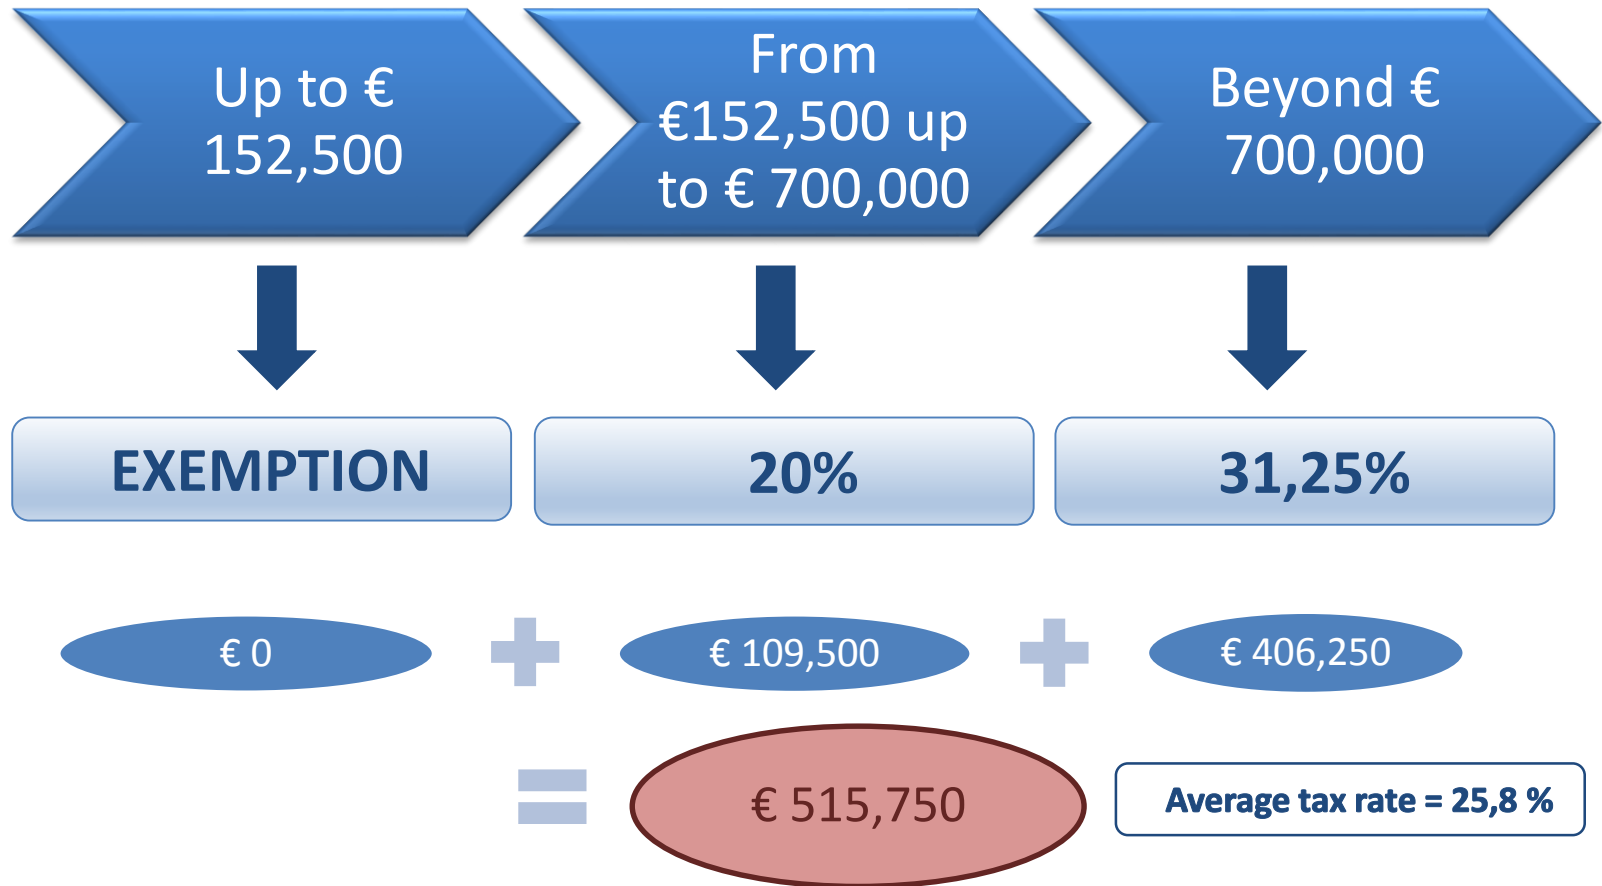 Up to €
152,500
From
€152,500 up
to € 700,000
Beyond €
700,000
EXEMPTION
20%
31,25%
€ 0
€ 109,500
€ 406,250
€ 515,750
Average tax rate = 25,8 %